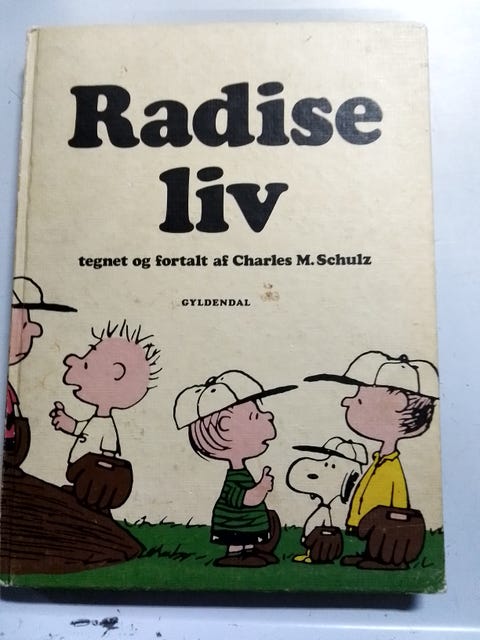 Radise
liv
tegnet og fortalt af Charles M. Schulz
GYLDENDAL